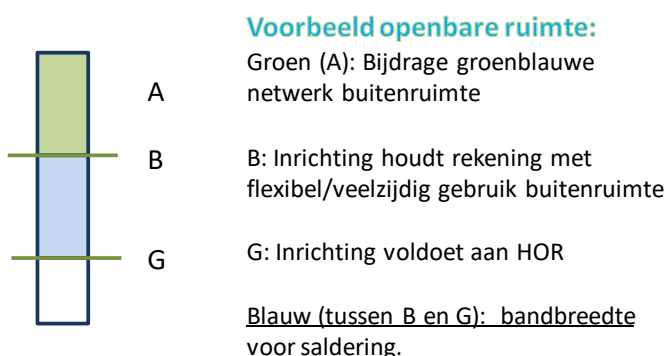 Voorbeeld openbare ruimte:
Groen (A): Bijdrage groenblauwe
netwerk buitenruimte
A
B
B: Inrichting houdt rekening met
flexibel/veelzijdig gebruik buitenruimte
G
G: Inrichting voldoet aan HOR
Blauw (tussen B en G): bandbreedte
voor saldering.